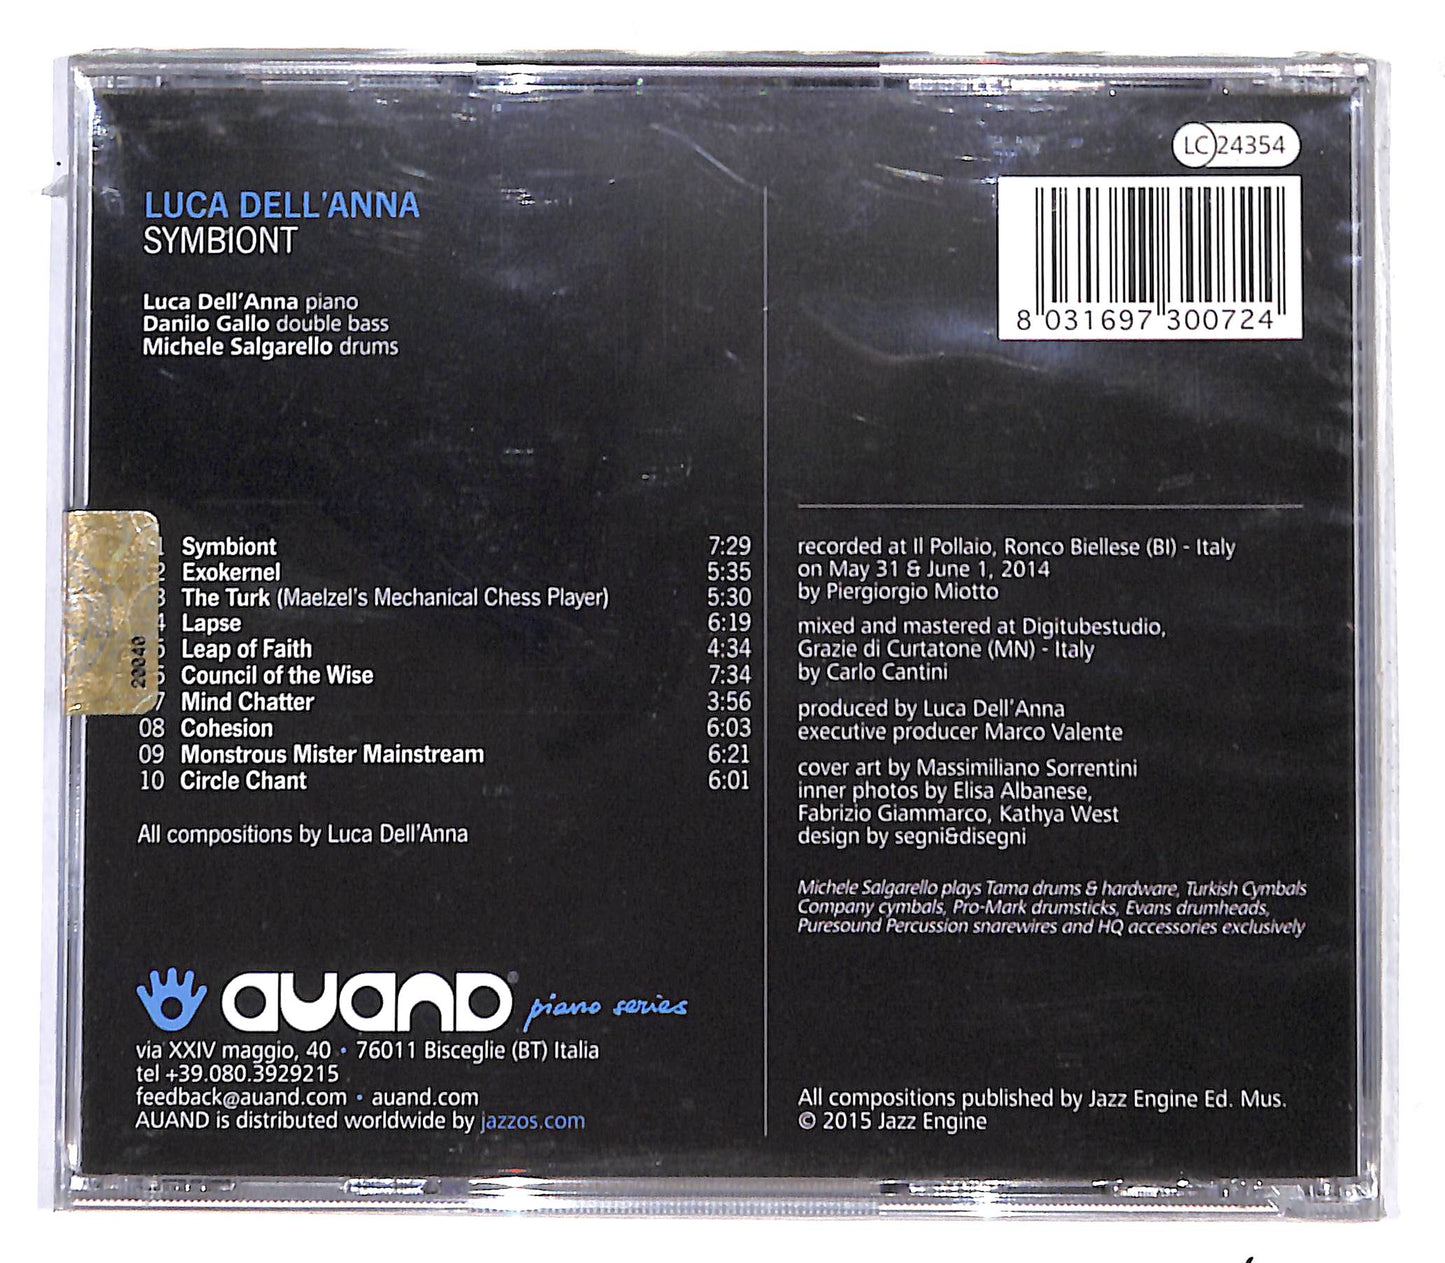 LC 24354
8 031697 300724
LUCA DELL'ANNA
SYMBIONT
Luca Dell'Anna piano
Danilo Gallo double bass
Michele Salgarello drums
1 Symbiont 7:29
2 Exokernel 5:35
3 The Turk (Maelzel's Mechanical Chess Player) 5:30
4 Lapse 6:19
5 Leap of Faith 4:34
6 Council of the Wise 7:34
7 Mind Chatter 3:56
08 Cohesion 6:03
09 Monstrous Mister Mainstream 6:21
10 Circle Chant 6:01
20040
All compositions by Luca Dell'Anna
AUAND® piano series
via XXIV maggio, 40 • 76011 Bisceglie (BT) Italia
tel +39.080.3929215
feedback@auand.com • auand.com
AUAND is distributed worldwide by jazzos.com
recorded at Il Pollaio, Ronco Biellese (BI) - Italy
on May 31 & June 1, 2014
by Piergiorgio Miotto
mixed and mastered at Digitubestudio,
Grazie di Curtatone (MN) - Italy
by Carlo Cantini
produced by Luca Dell'Anna
executive producer Marco Valente
cover art by Massimiliano Sorrentini
inner photos by Elisa Albanese,
Fabrizio Giammarco, Kathya West
design by segni&disegni
Michele Salgarello plays Tama drums & hardware, Turkish Cymbals
Company cymbals, Pro-Mark drumsticks, Evans drumheads,
Puresound Percussion snarewires and HQ accessories exclusively
All compositions published by Jazz Engine Ed. Mus.
© 2015 Jazz Engine